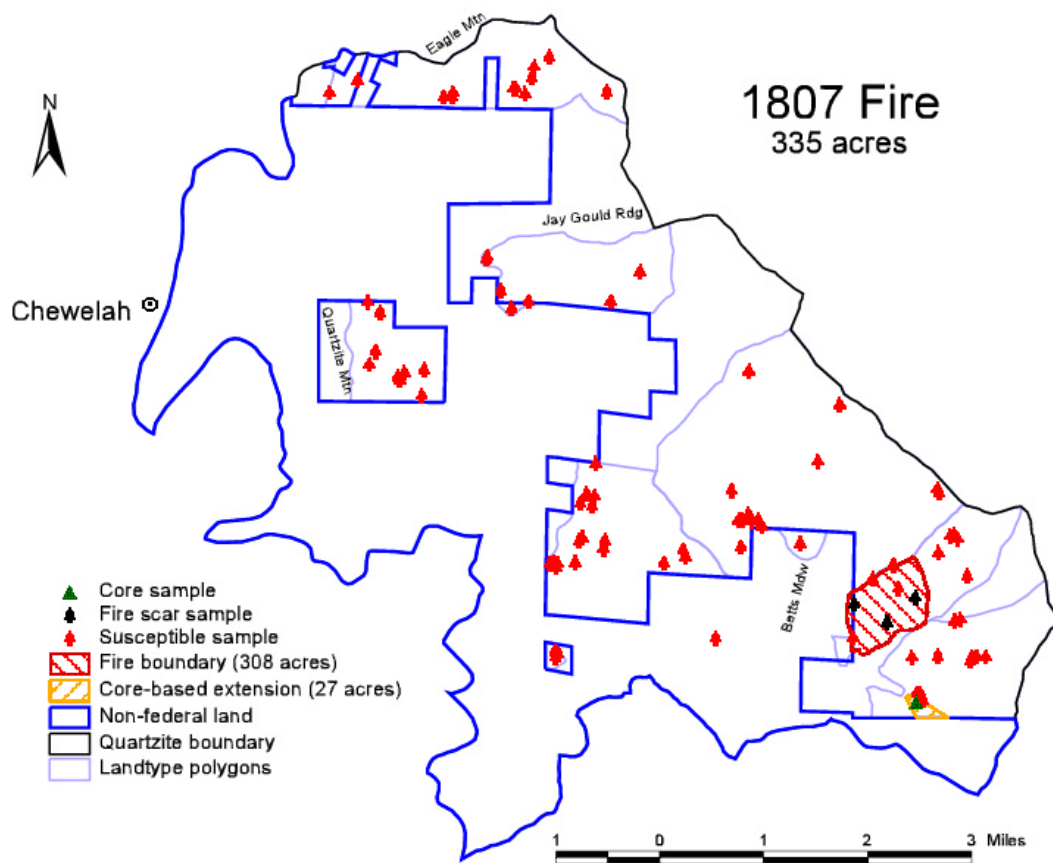 Eagle Mtn
N
1807 Fire
335 acres
Jay Gould Rdg
Chewelah
Quartzite Mtn
Betts Mdw
Core sample
Fire scar sample
Susceptible sample
Fire boundary (308 acres)
Core-based extension (27 acres)
Non-federal land
Quartzite boundary
Landtype polygons
1 0 1 2 3 Miles